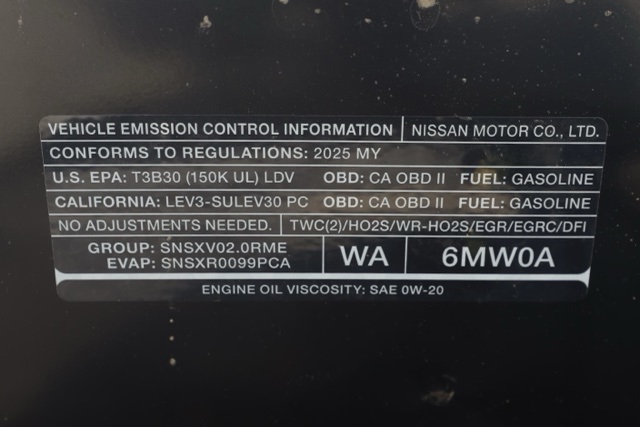 VEHICLE EMISSION CONTROL INFORMATION NISSAN MOTOR CO., LTD.
CONFORMS TO REGULATIONS: 2025 MY
U.S. EPA: T3B30 (150K UL) LDV OBD: CA OBD II FUEL: GASOLINE
CALIFORNIA: LEV3-SULEV30 PC OBD: CA OBD II FUEL: GASOLINE
NO ADJUSTMENTS NEEDED. TWC(2)/HO2S/WR-HO2S/EGR/EGRC/DFI
GROUP: SNSXV02.0RME
EVAP: SNSXR0099PCA
WA 6MW0A
ENGINE OIL VISCOSITY: SAE 0W-20